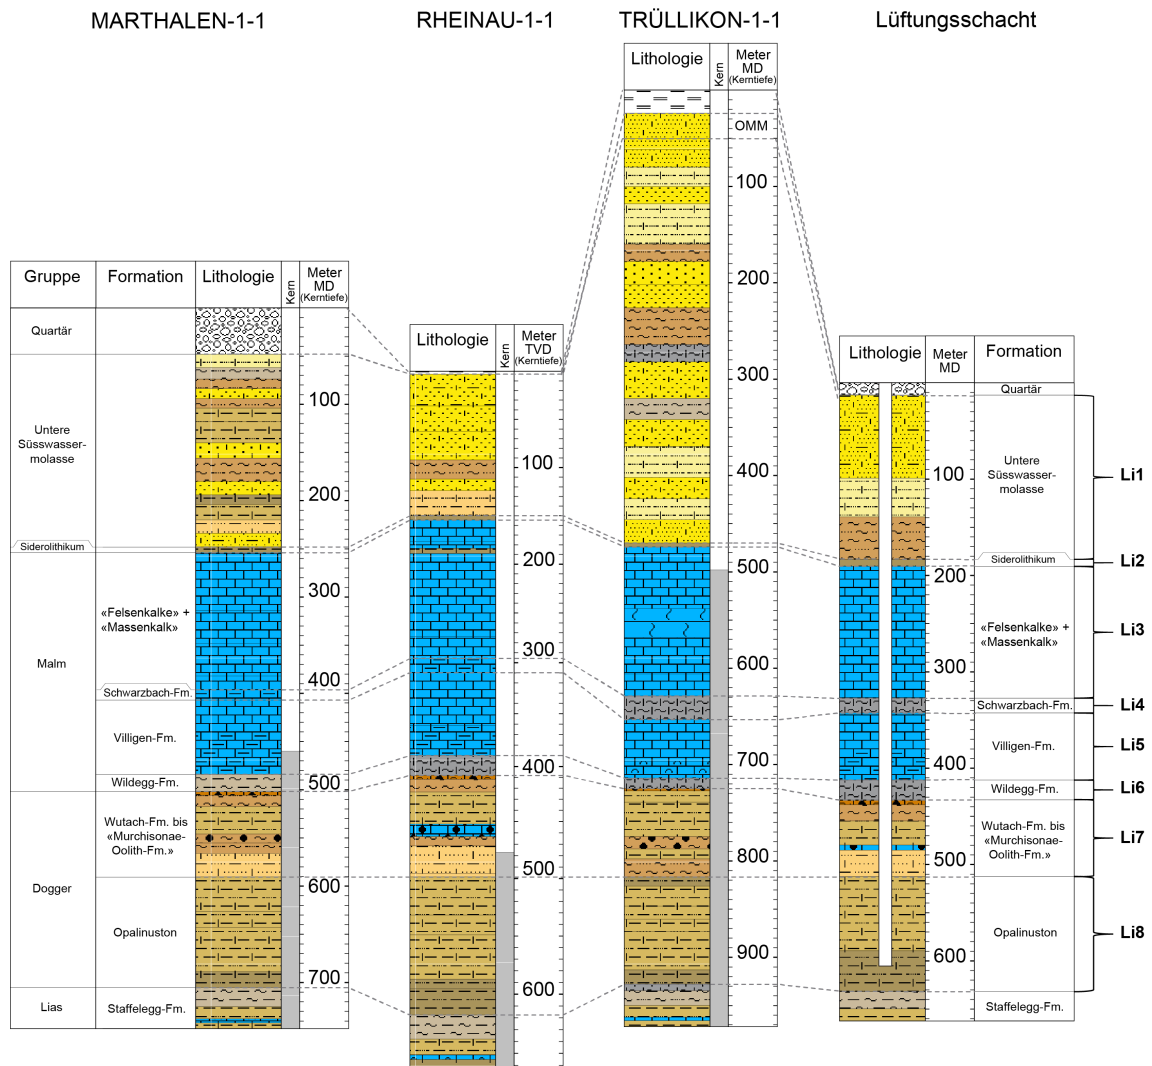 MARTHALEN-1-1
RHEINAU-1-1
TRÜLLIKON-1-1
Lüftungsschacht
Gruppe
Formation
Lithologie
Kern
Meter
MD
(Kerntiefe)
Quartär
Untere
Süsswasser-
molasse
Siderolithikum
Malm
«Felsenkalke» +
«Massenkalk»
Schwarzbach-Fm.
Villigen-Fm.
Wildegg-Fm.
Dogger
Wutach-Fm. bis
«Murchisonae-
Oolith-Fm.»
Opalinuston
Lias
Staffelegg-Fm.
100
200
300
400
500
600
700
Lithologie
Kern
Meter
TVD
(Kerntiefe)
100
200
300
400
500
600
Lithologie
Kern
Meter
MD
(Kerntiefe)
OMM
100
200
300
400
500
600
700
800
900
Lithologie
Meter
MD
Formation
100
200
300
400
500
600
Quartär
Untere
Süsswasser-
molasse
Siderolithikum
«Felsenkalke» +
«Massenkalk»
Schwarzbach-Fm.
Villigen-Fm.
Wildegg-Fm.
Wutach-Fm. bis
«Murchisonae-
Oolith-Fm.»
Opalinuston
Staffelegg-Fm.
Li1
Li2
Li3
Li4
Li5
Li6
Li7
Li8